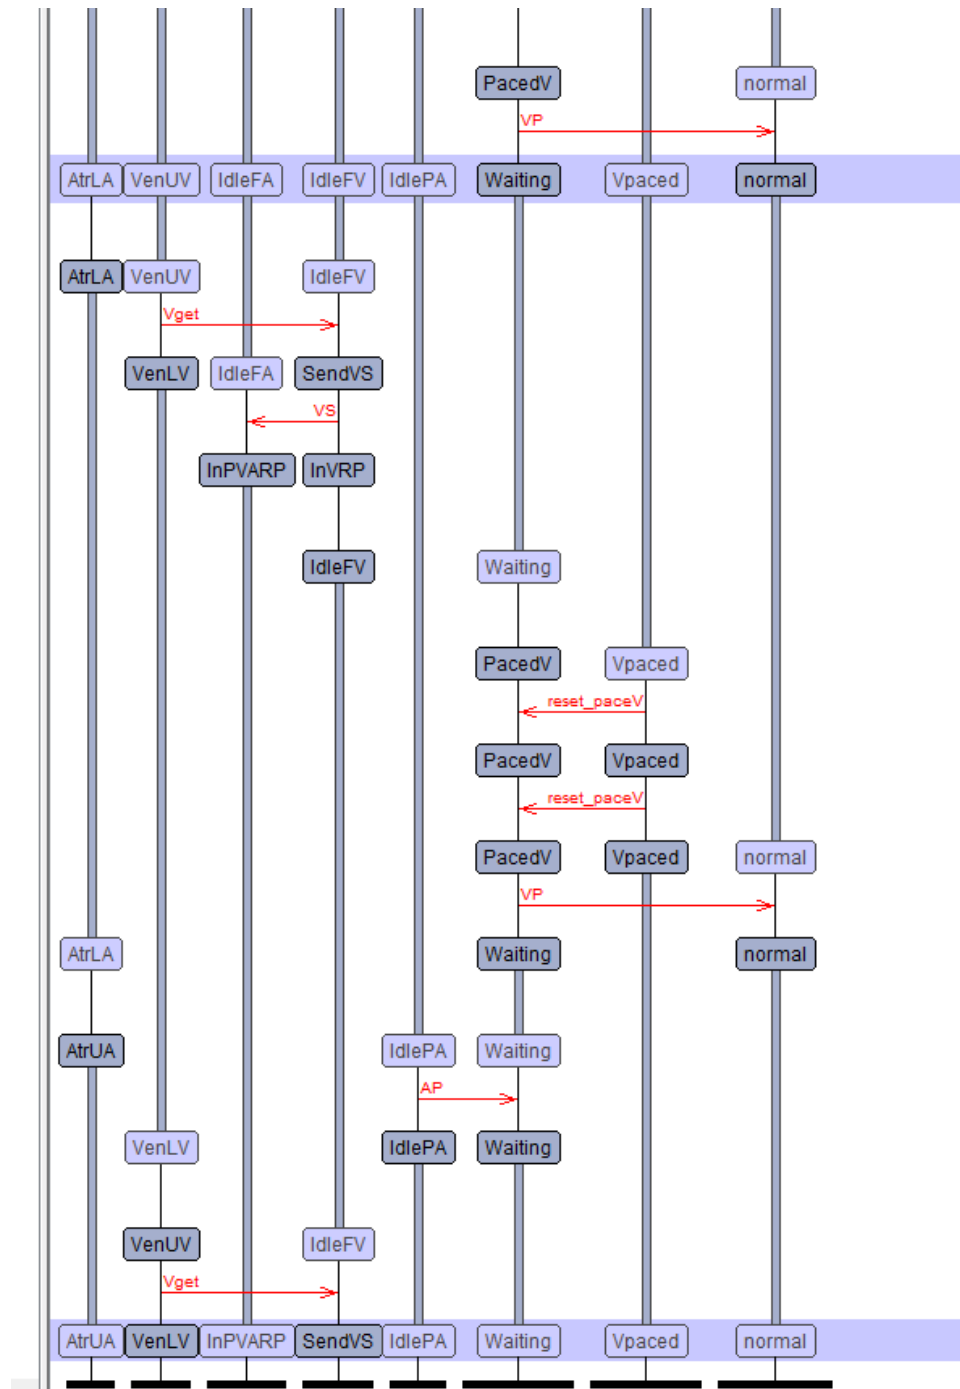 PacedV normal
VP
AtrLA VenUV IdleFA IdleFV IdlePA Waiting Vpaced normal
AtrLA VenUV IdleFV
Vget
VenLV IdleFA SendVS
VS
InPVARP InVRP
IdleFV Waiting
PacedV Vpaced
reset_paceV
PacedV Vpaced
reset_paceV
PacedV Vpaced normal
VP
AtrLA Waiting normal
AtrUA IdlePA Waiting
AP
VenLV IdlePA Waiting
VenUV IdleFV
Vget
AtrUA VenLV InPVARP SendVS IdlePA Waiting Vpaced normal